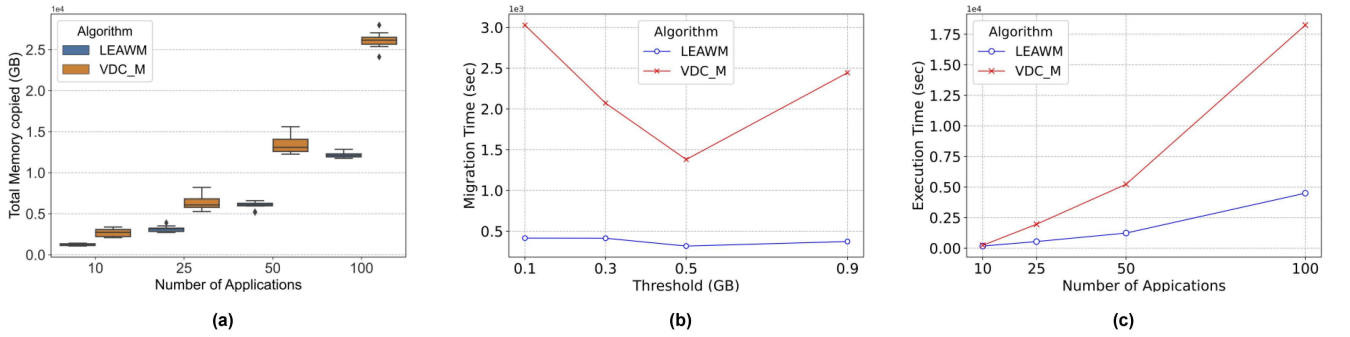 1e4
Total Memory copied (GB)
2.5
2.0
1.5
1.0
0.5
0.0
Algorithm
LEAWM
VDC_M
10 25 50 100
Number of Applications
(a)
1e3
Migration Time (sec)
3.0
2.5
2.0
1.5
1.0
0.5
Algorithm
LEAWM
VDC_M
0.1 0.3 0.5 0.9
Threshold (GB)
(b)
1e4
Execution Time (sec)
1.75
1.50
1.25
1.00
0.75
0.50
0.25
0.00
Algorithm
LEAWM
VDC_M
10 25 50 100
Number of Appications
(c)